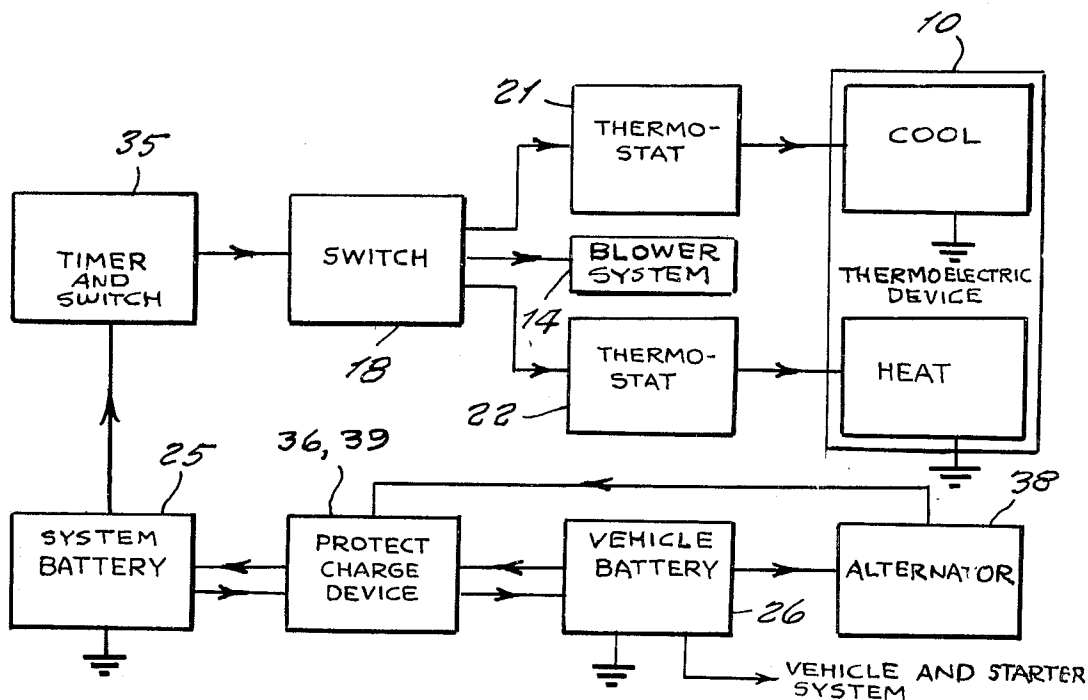 10
21
THERMO-
STAT
COOL
35
TIMER
AND
SWITCH
SWITCH
18
BLOWER
SYSTEM
14
THERMOELECTRIC
DEVICE
THERMO-
STAT
22
HEAT
36, 39
25
38
SYSTEM
BATTERY
PROTECT
CHARGE
DEVICE
VEHICLE
BATTERY
26
ALTERNATOR
VEHICLE AND STARTER
SYSTEM